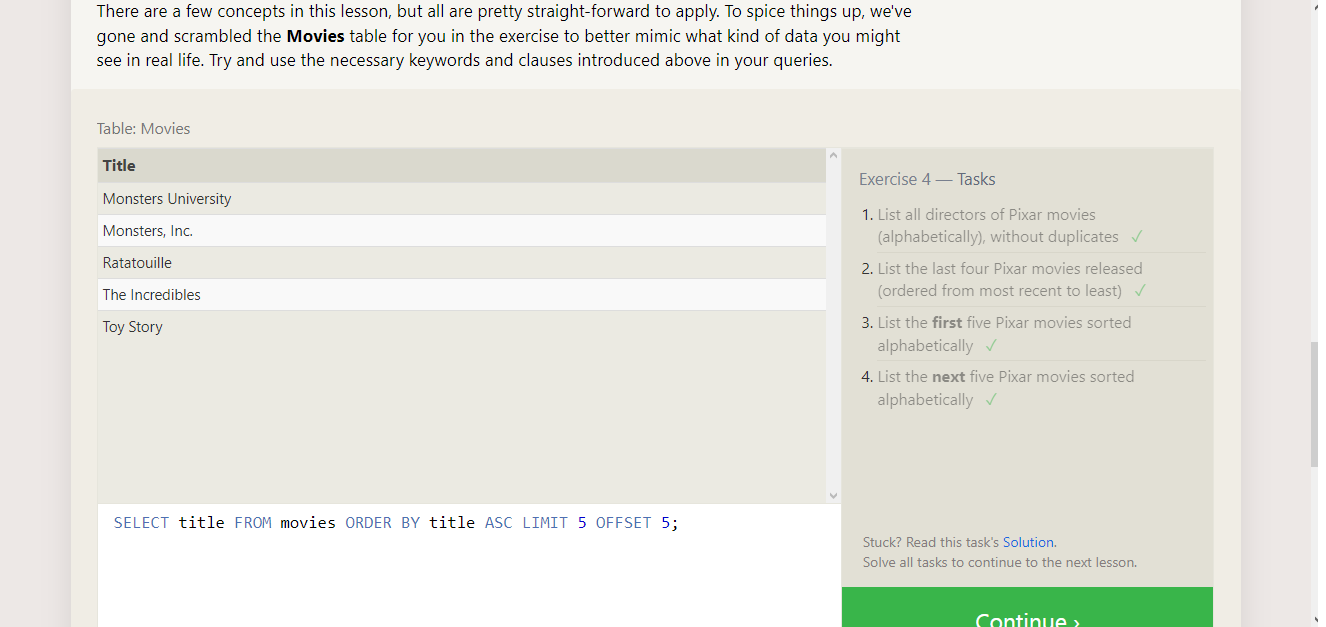 There are a few concepts in this lesson, but all are pretty straight-forward to apply. To spice things up, we've
gone and scrambled the Movies table for you in the exercise to better mimic what kind of data you might
see in real life. Try and use the necessary keywords and clauses introduced above in your queries.
Table: Movies
Title
Monsters University
Monsters, Inc.
Ratatouille
The Incredibles
Toy Story
SELECT title FROM movies ORDER BY title ASC LIMIT 5 OFFSET 5;
Exercise 4 — Tasks
1. List all directors of Pixar movies
(alphabetically), without duplicates ✓
2. List the last four Pixar movies released
(ordered from most recent to least) ✓
3. List the first five Pixar movies sorted
alphabetically ✓
4. List the next five Pixar movies sorted
alphabetically ✓
Stuck? Read this task's Solution.
Solve all tasks to continue to the next lesson.
Continue ›